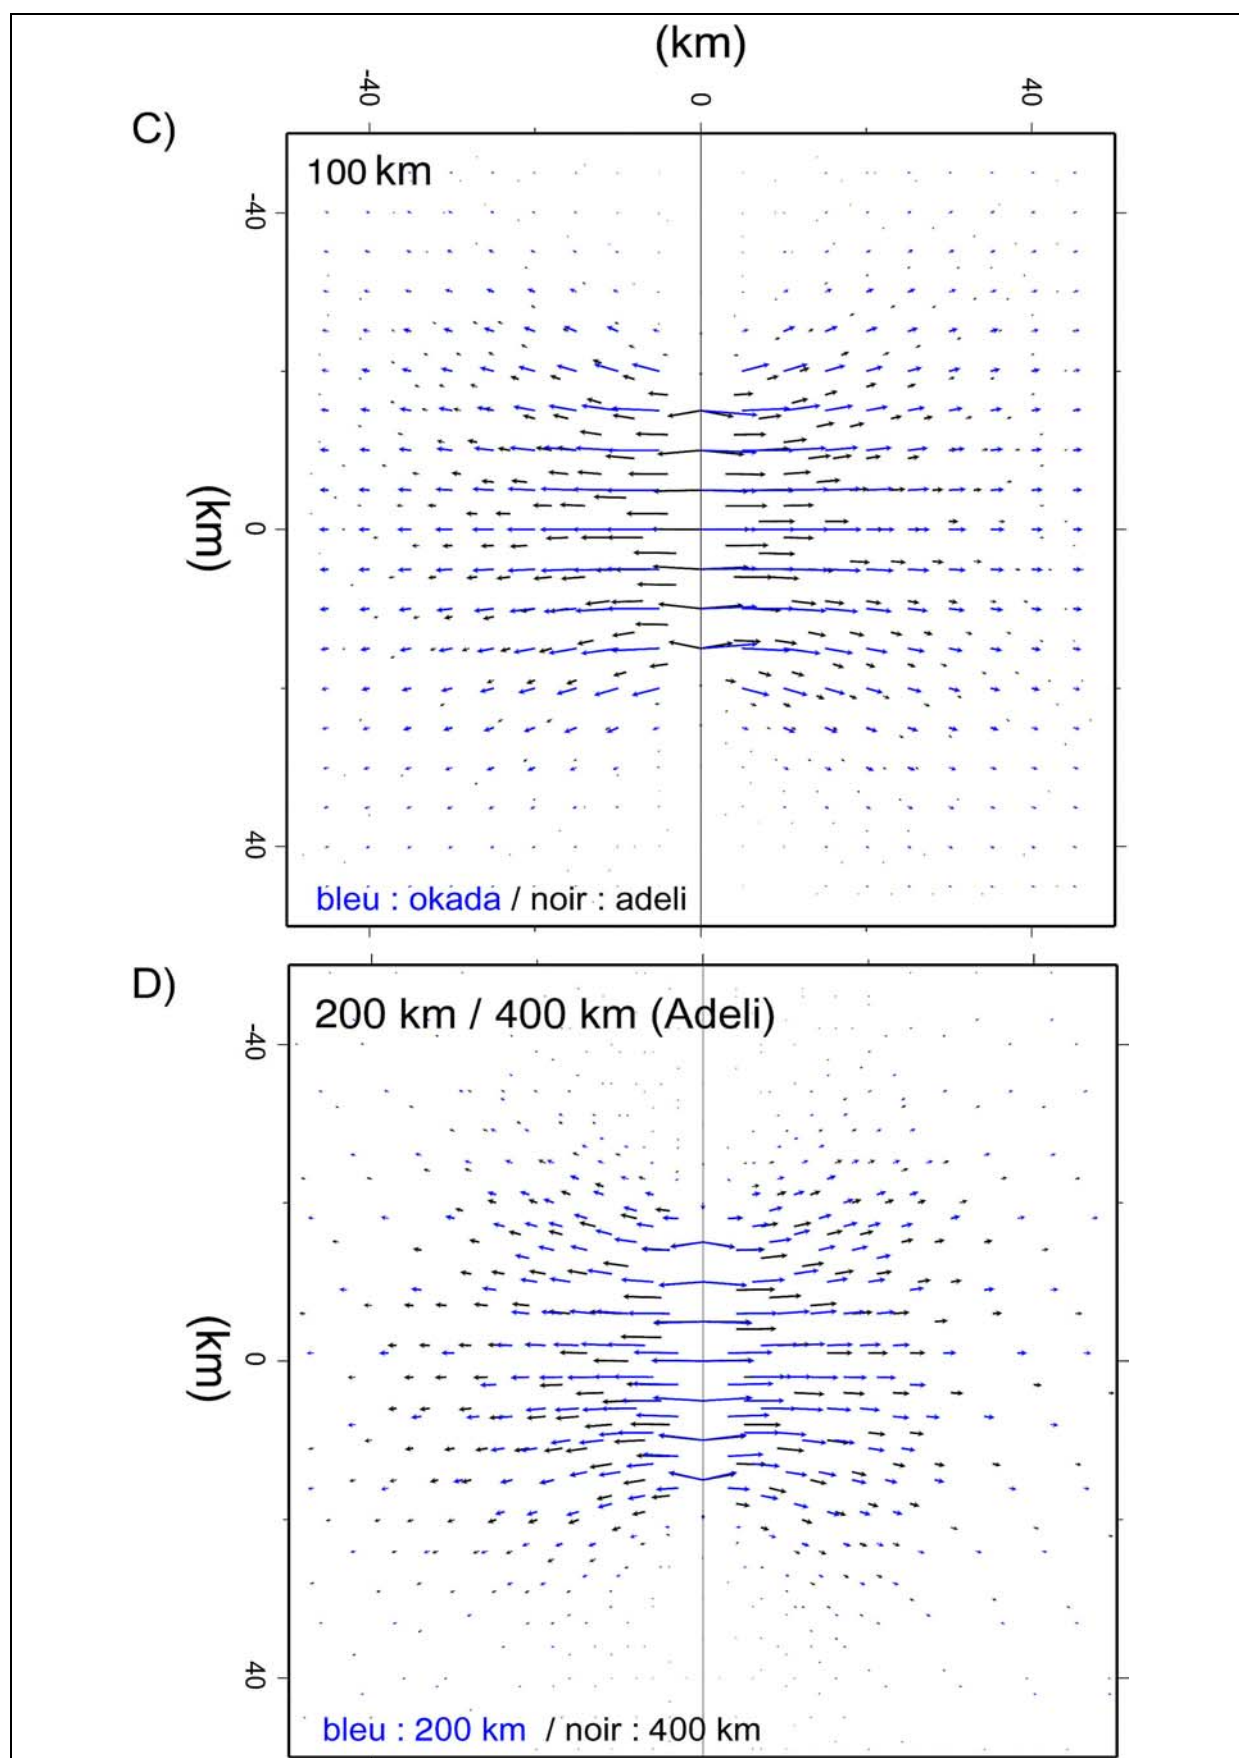 (km)
-40 0 40
C)
100 km
-40
(km)
0
40
bleu : okada / noir : adeli
D)
200 km / 400 km (Adeli)
-40
(km)
0
40
bleu : 200 km / noir : 400 km